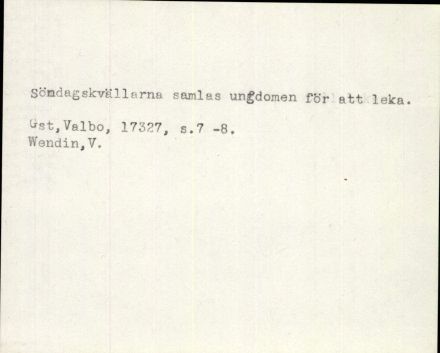 Söndagskvällarna samlas ungdomen för att leka.
Gst,Valbo, 17327, s.7 -8.
Wendin,V.